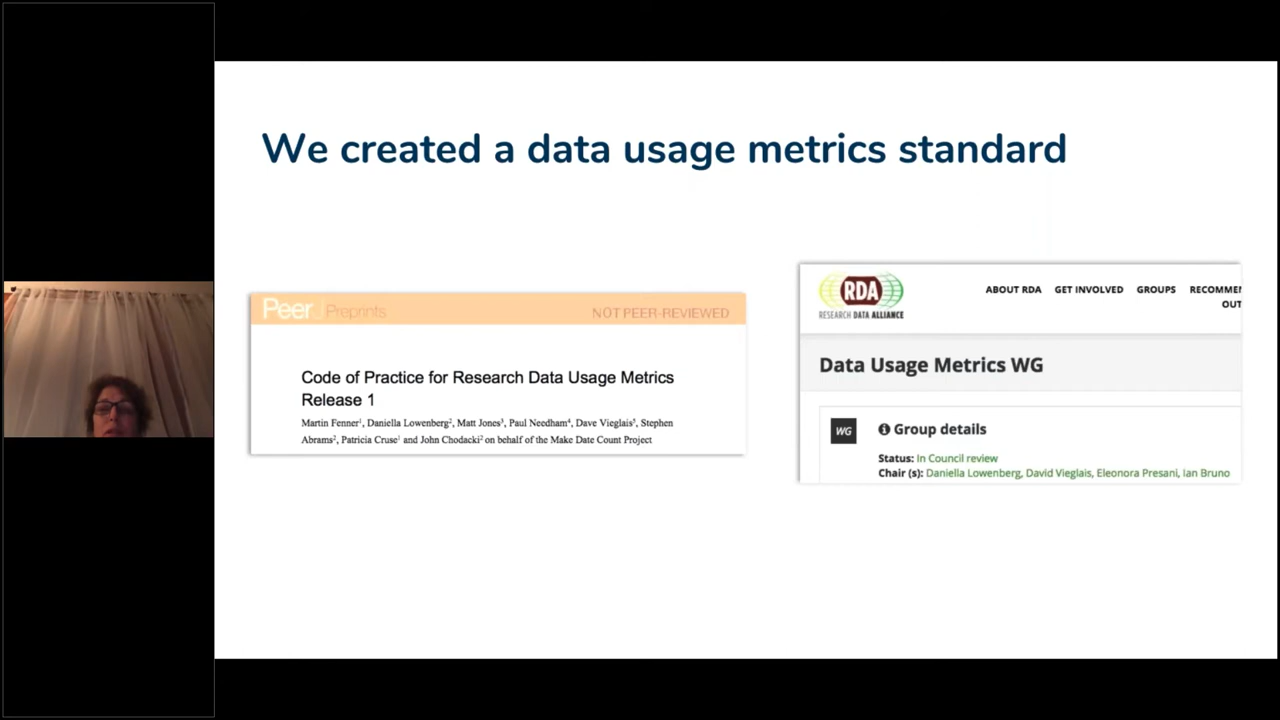 We created a data usage metrics standard
PeerJ Preprints
NOT PEER-REVIEWED
Code of Practice for Research Data Usage Metrics
Release 1
Martin Fenner¹, Daniella Lowenberg², Matt Jones³, Paul Needham⁴, Dave Vieglais⁵, Stephen
Abrams², Patricia Cruse¹ and John Chodacki² on behalf of the Make Date Count Project
RDA
RESEARCH DATA ALLIANCE
ABOUT RDA GET INVOLVED GROUPS RECOMMEN
OUT
Data Usage Metrics WG
WG
Group details
Status: In Council review
Chair (s): Daniella Lowenberg, David Vieglais, Eleonora Presani, Ian Bruno